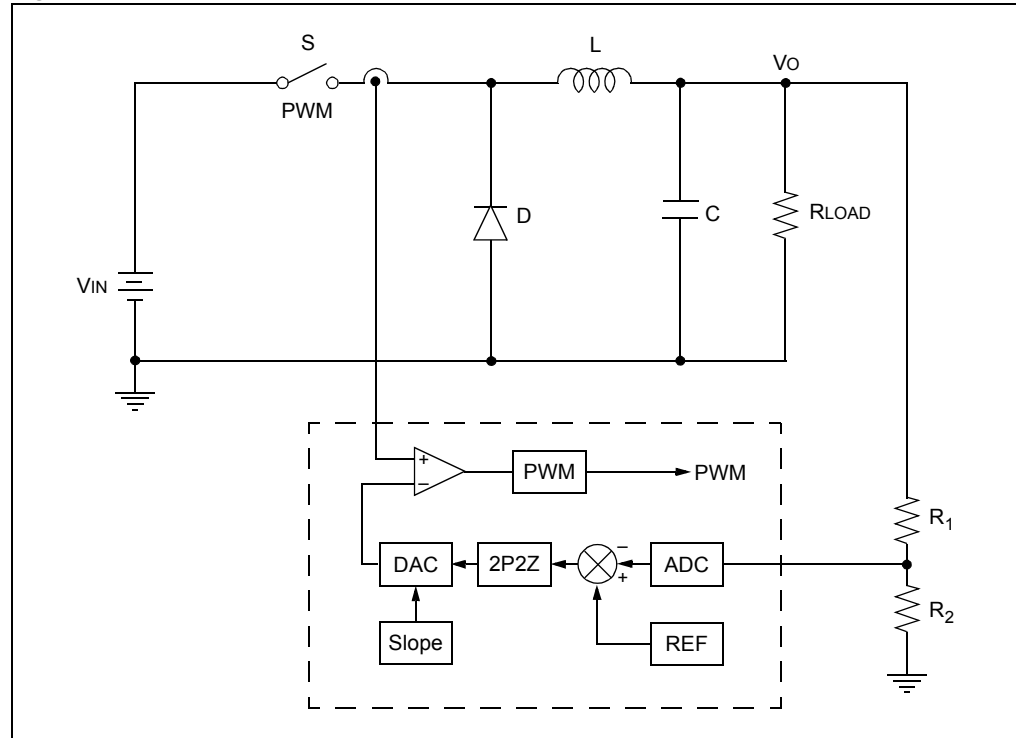 S
L
VO
PWM
D
C
RLOAD
VIN
+
−
PWM
PWM
R1
DAC
2P2Z
−
+
ADC
R2
Slope
REF